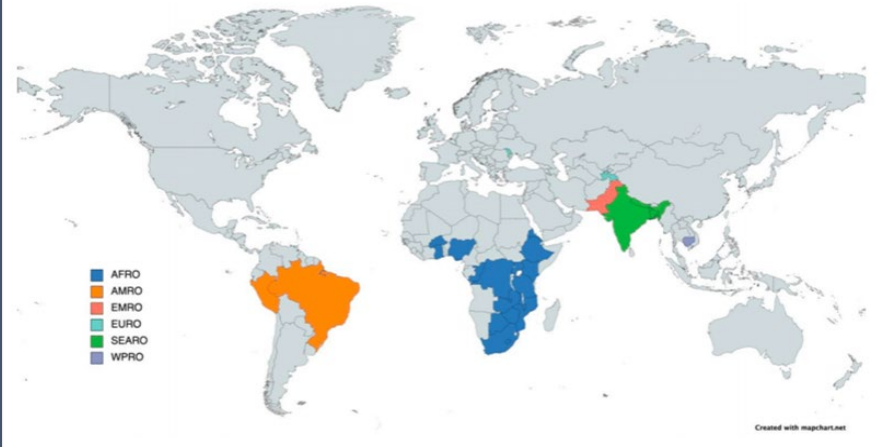 AFRO
AMRO
EMRO
EURO
SEARO
WPRO
Created with mapchart.net